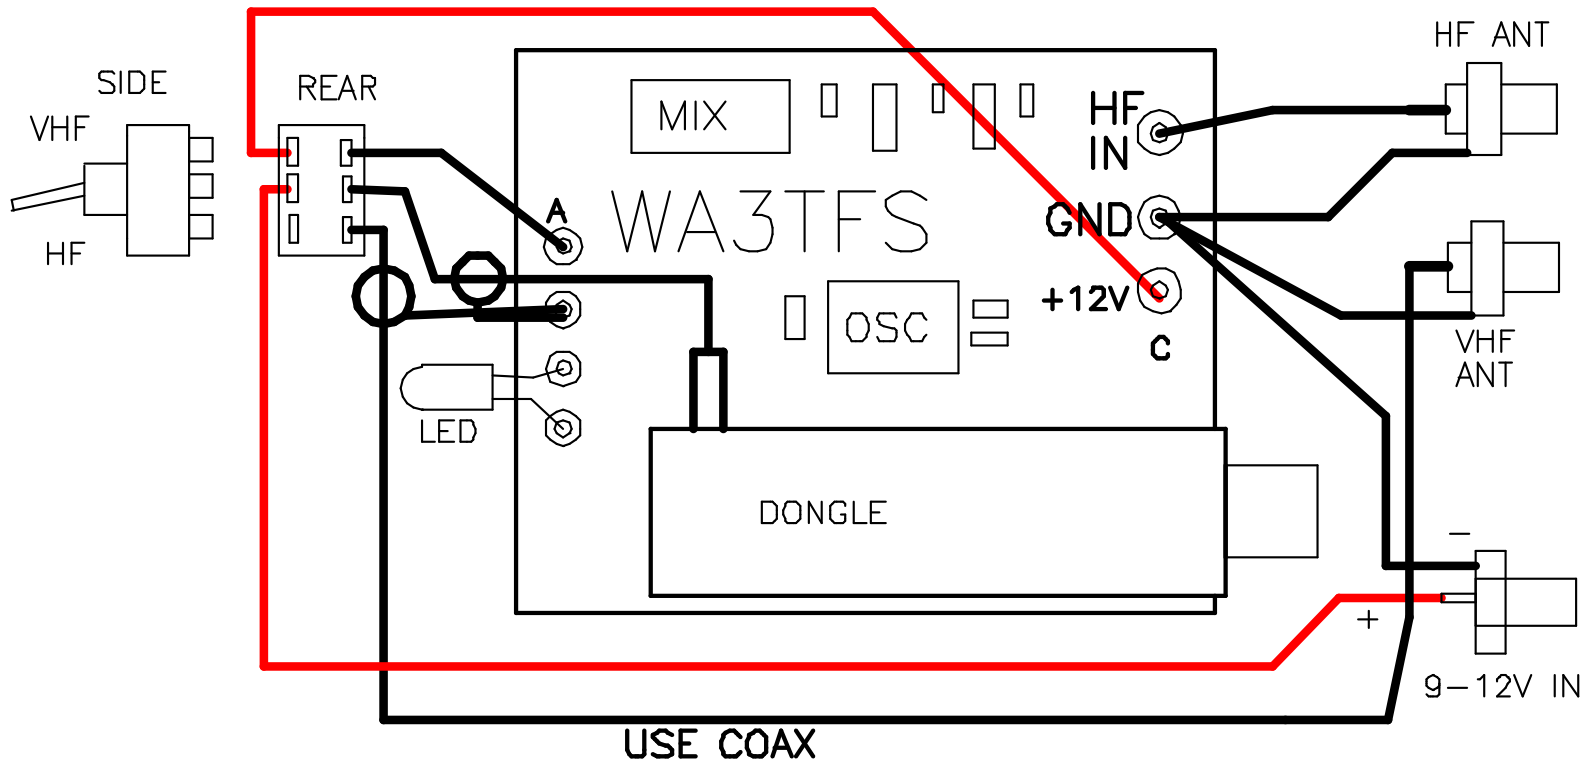 HF ANT
SIDE
REAR
VHF
MIX
HF
IN
A
WA3TFS
GND
HF
+12V
OSC
C
VHF
ANT
LED
DONGLE
-
+
9-12V IN
USE COAX